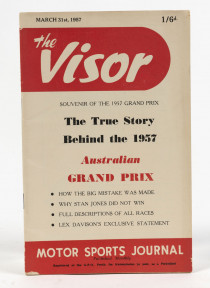 MARCH 31st, 1957 1/6d
the
Visor
SOUVENIR OF THE 1957 GRAND PRIX
The True Story
Behind the 1957
Australian
GRAND PRIX
• HOW THE BIG MISTAKE WAS MADE
• WHY STAN JONES DID NOT WIN
• FULL DESCRIPTIONS OF ALL RACES
• LEX DAVISON'S EXCLUSIVE STATEMENT
MOTOR SPORTS JOURNAL